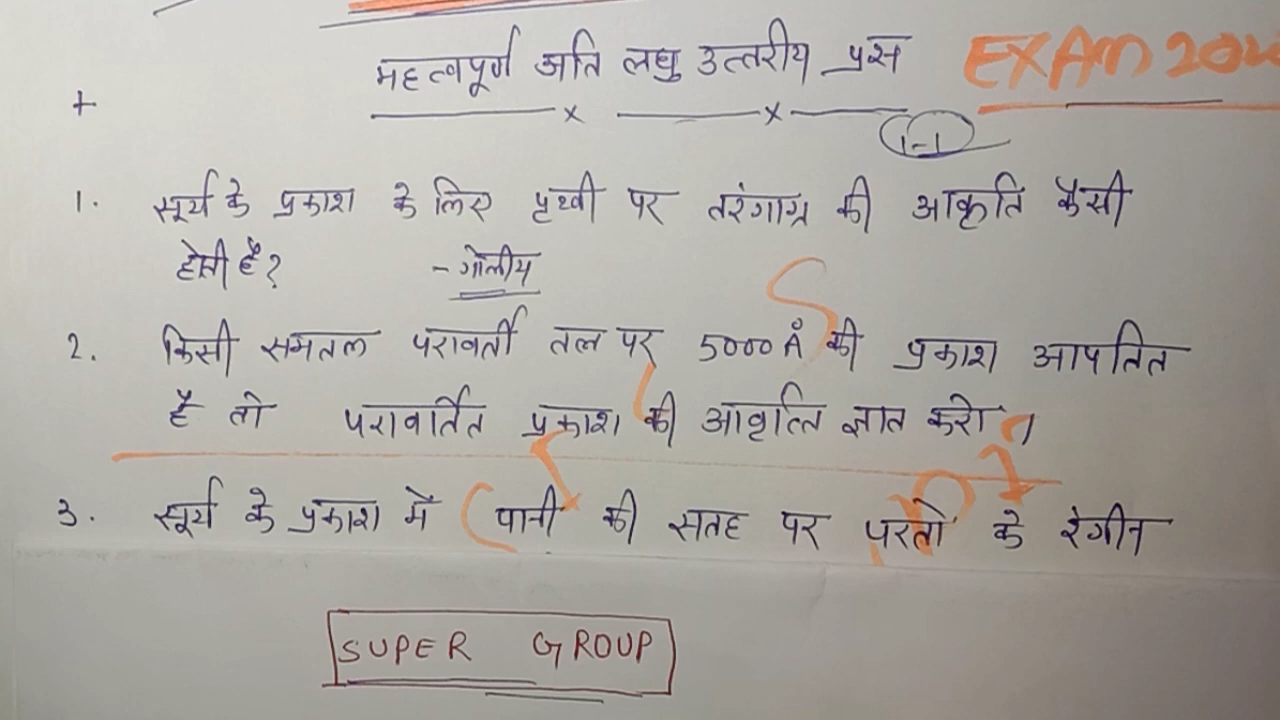 महत्वपूर्ण अति लघु उत्तरीय प्रस
EXAM 202
1-1
1. सूर्य के प्रकाश के लिए पृथ्वी पर तरंगाग्र की आकृति कैसी
होती है? - गोलीय
2. किसी समतल परावर्ती तल पर 5000 Å की प्रकाश आपतित
है तो परावर्तित प्रकाश की आवृत्ति ज्ञात करो ।
3. सूर्य के प्रकाश में पानी की सतह पर परतो के रंगीन
SUPER GROUP